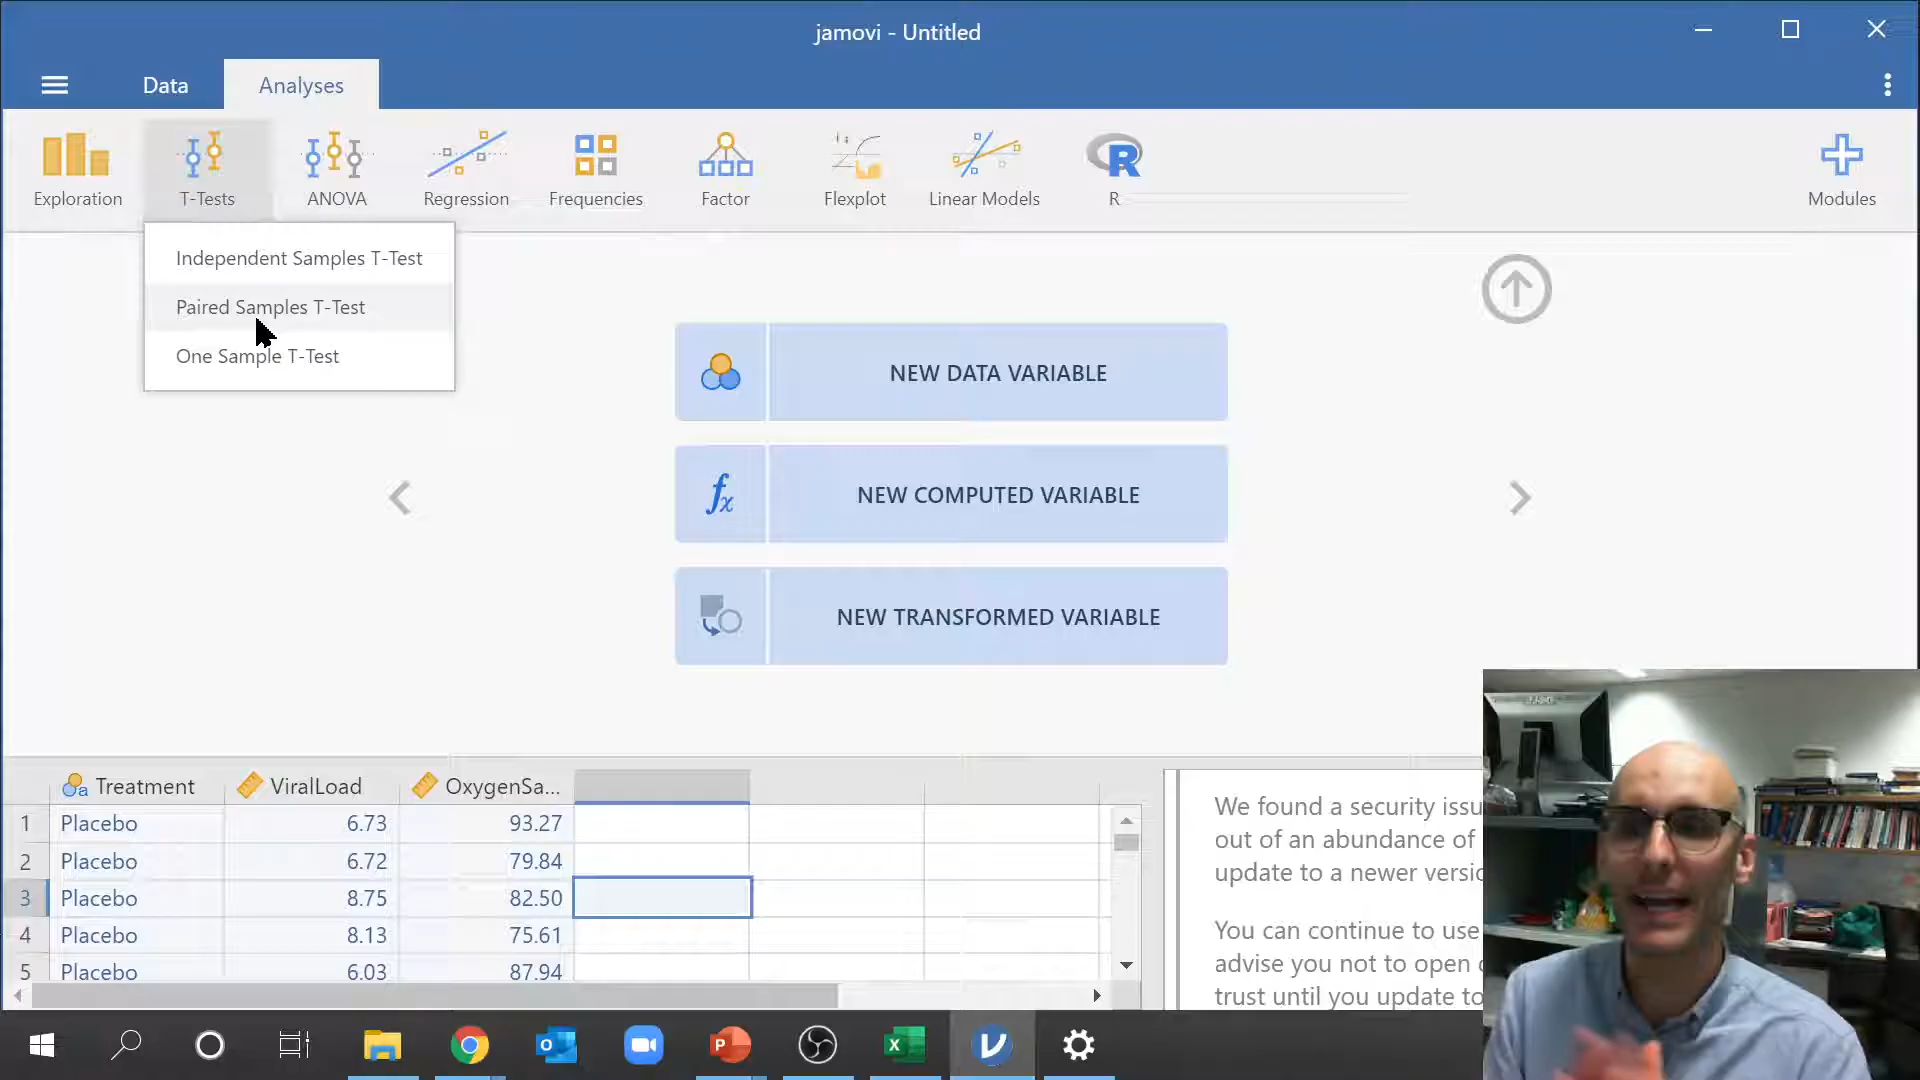 jamovi - Untitled
Data
Analyses
Exploration
T-Tests
ANOVA
Regression
Frequencies
Factor
Flexplot
Linear Models
R
Modules
Independent Samples T-Test
Paired Samples T-Test
One Sample T-Test
NEW DATA VARIABLE
NEW COMPUTED VARIABLE
NEW TRANSFORMED VARIABLE
Treatment ViralLoad OxygenSa...
1 Placebo 6.73 93.27
2 Placebo 6.72 79.84
3 Placebo 8.75 82.50
4 Placebo 8.13 75.61
5 Placebo 6.03 87.94
We found a security issu
out of an abundance of
update to a newer versio
You can continue to use
advise you not to open
trust until you update to